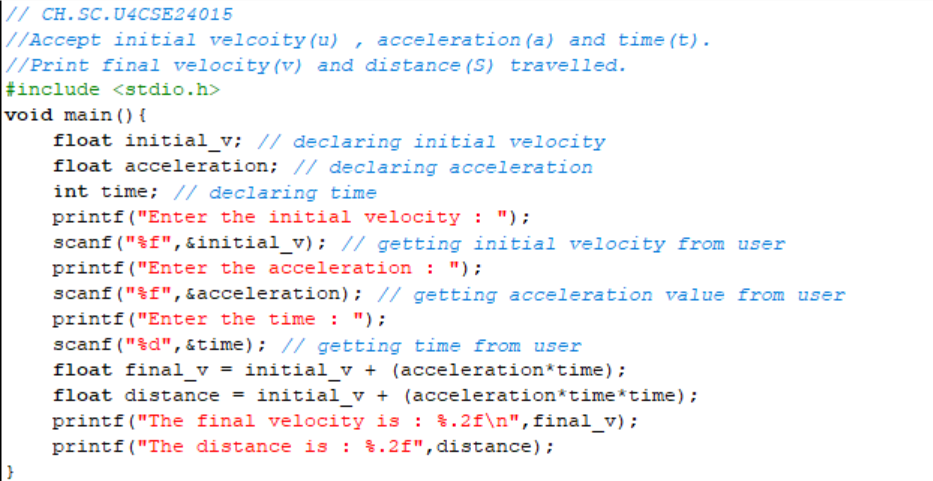 // CH.SC.U4CSE24015
//Accept initial velcoity(u) , acceleration(a) and time(t).
//Print final velocity(v) and distance(S) travelled.
#include <stdio.h>
void main(){
    float initial_v; // declaring initial velocity
    float acceleration; // declaring acceleration
    int time; // declaring time
    printf("Enter the initial velocity : ");
    scanf("%f",&initial_v); // getting initial velocity from user
    printf("Enter the acceleration : ");
    scanf("%f",&acceleration); // getting acceleration value from user
    printf("Enter the time : ");
    scanf("%d",&time); // getting time from user
    float final_v = initial_v + (acceleration*time);
    float distance = initial_v + (acceleration*time*time);
    printf("The final velocity is : %.2f\n",final_v);
    printf("The distance is : %.2f",distance);
}